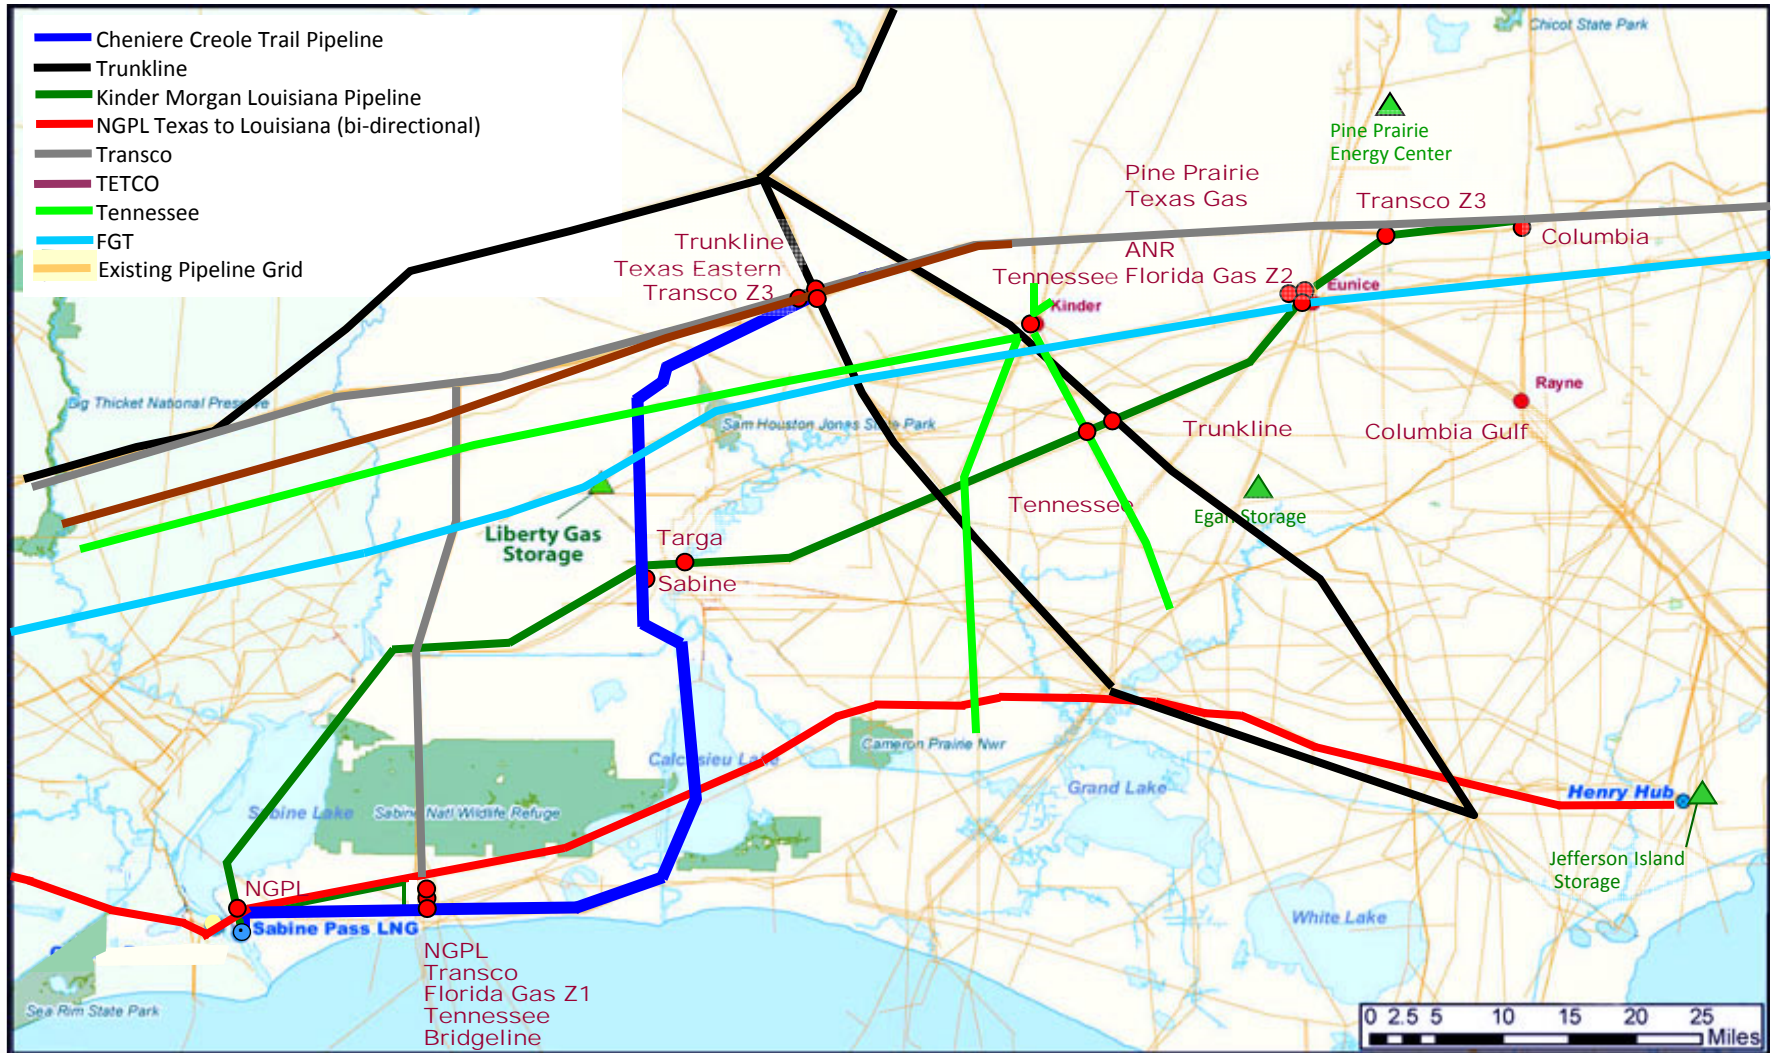 Cheniere Creole Trail Pipeline
Trunkline
Kinder Morgan Louisiana Pipeline
NGPL Texas to Louisiana (bi-directional)
Transco
TETCO
Tennessee
FGT
Existing Pipeline Grid
Chicot State Park
Pine Prairie
Energy Center
Pine Prairie
Texas Gas
Transco Z3
Columbia
ANR
Florida Gas Z2
Eunice
Trunkline
Texas Eastern
Transco Z3
Tennessee
Kinder
Rayne
Columbia Gulf
Big Thicket National Preserve
Sam Houston Jones State Park
Trunkline
Tennessee
Egan Storage
Liberty Gas
Storage
Targa
Sabine
Calcasieu Lake
Cameron Prairie Nwr
Grand Lake
Henry Hub
Sabine Lake
Sabine Natl Wildlife Refuge
Jefferson Island
Storage
NGPL
Sabine Pass LNG
White Lake
NGPL
Transco
Florida Gas Z1
Tennessee
Bridgeline
Sea Rim State Park
0 2.5 5 10 15 20 25
Miles